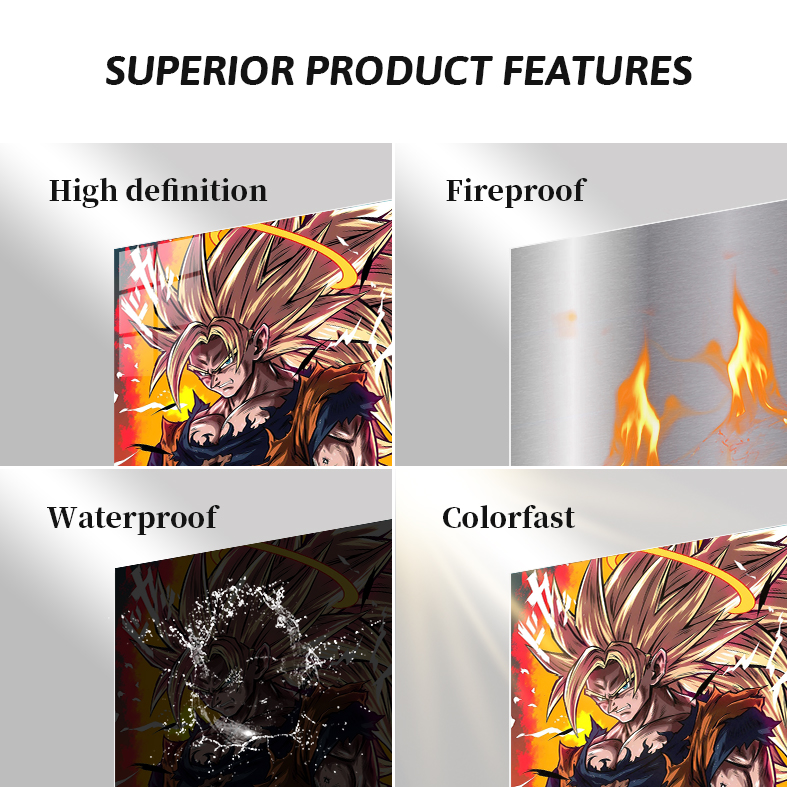 SUPERIOR PRODUCT FEATURES
High definition
Fireproof
Waterproof
Colorfast